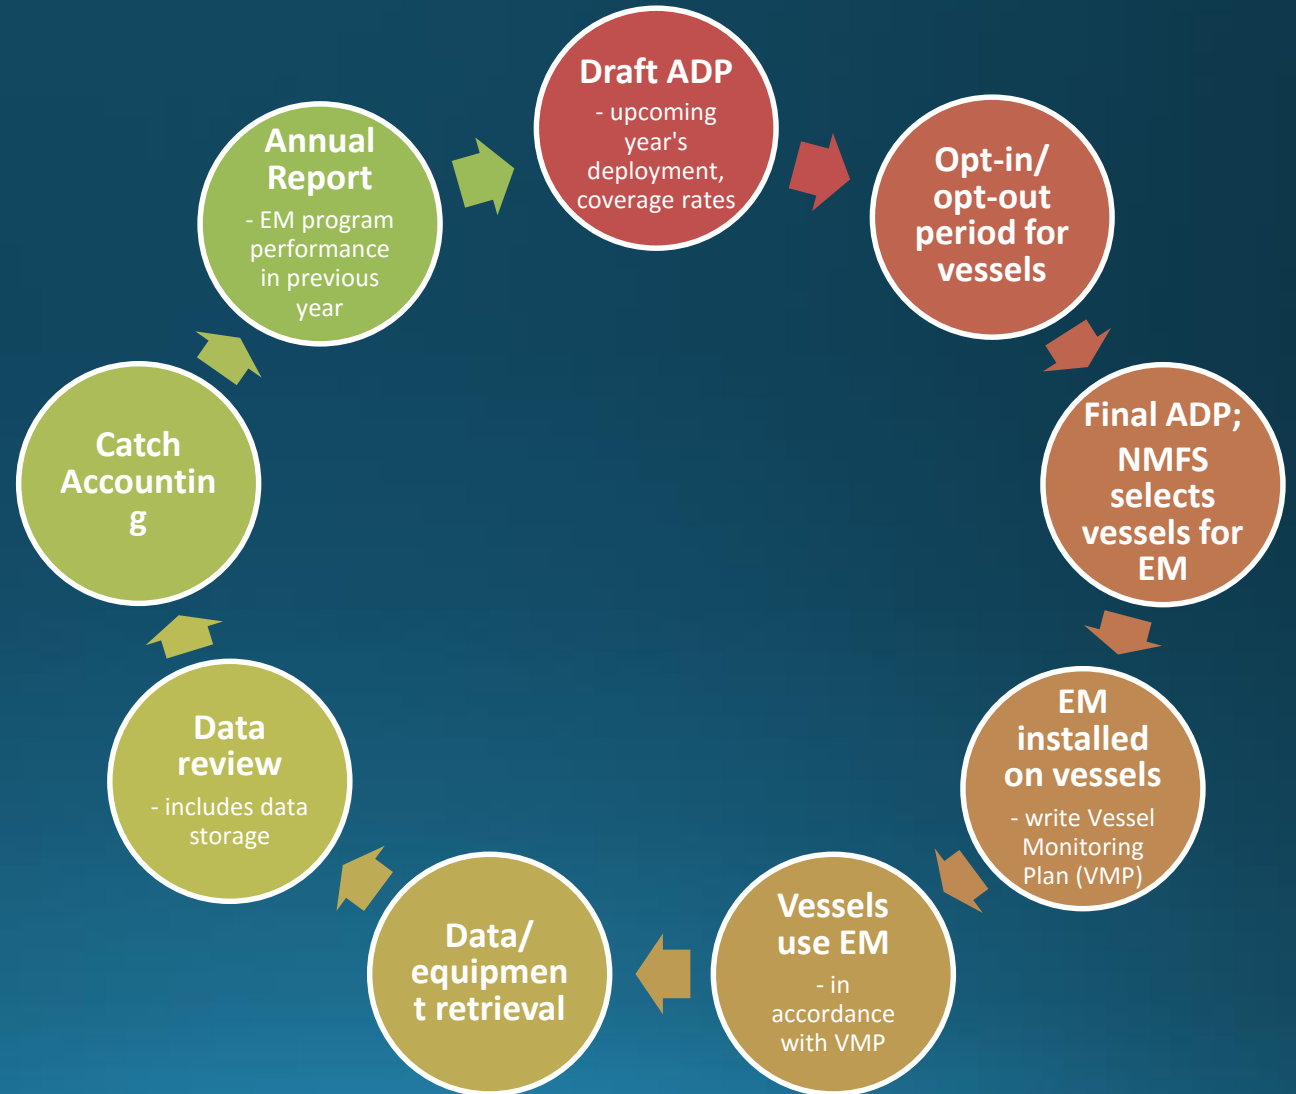 Draft ADP
- upcoming
year's
deployment,
coverage rates
Opt-in/
opt-out
period for
vessels
Final ADP;
NMFS
selects
vessels for
EM
EM
installed
on vessels
- write Vessel
Monitoring
Plan (VMP)
Vessels
use EM
- in
accordance
with VMP
Data/
equipmen
t retrieval
Data
review
- includes data
storage
Catch
Accountin
g
Annual
Report
- EM program
performance
in previous
year